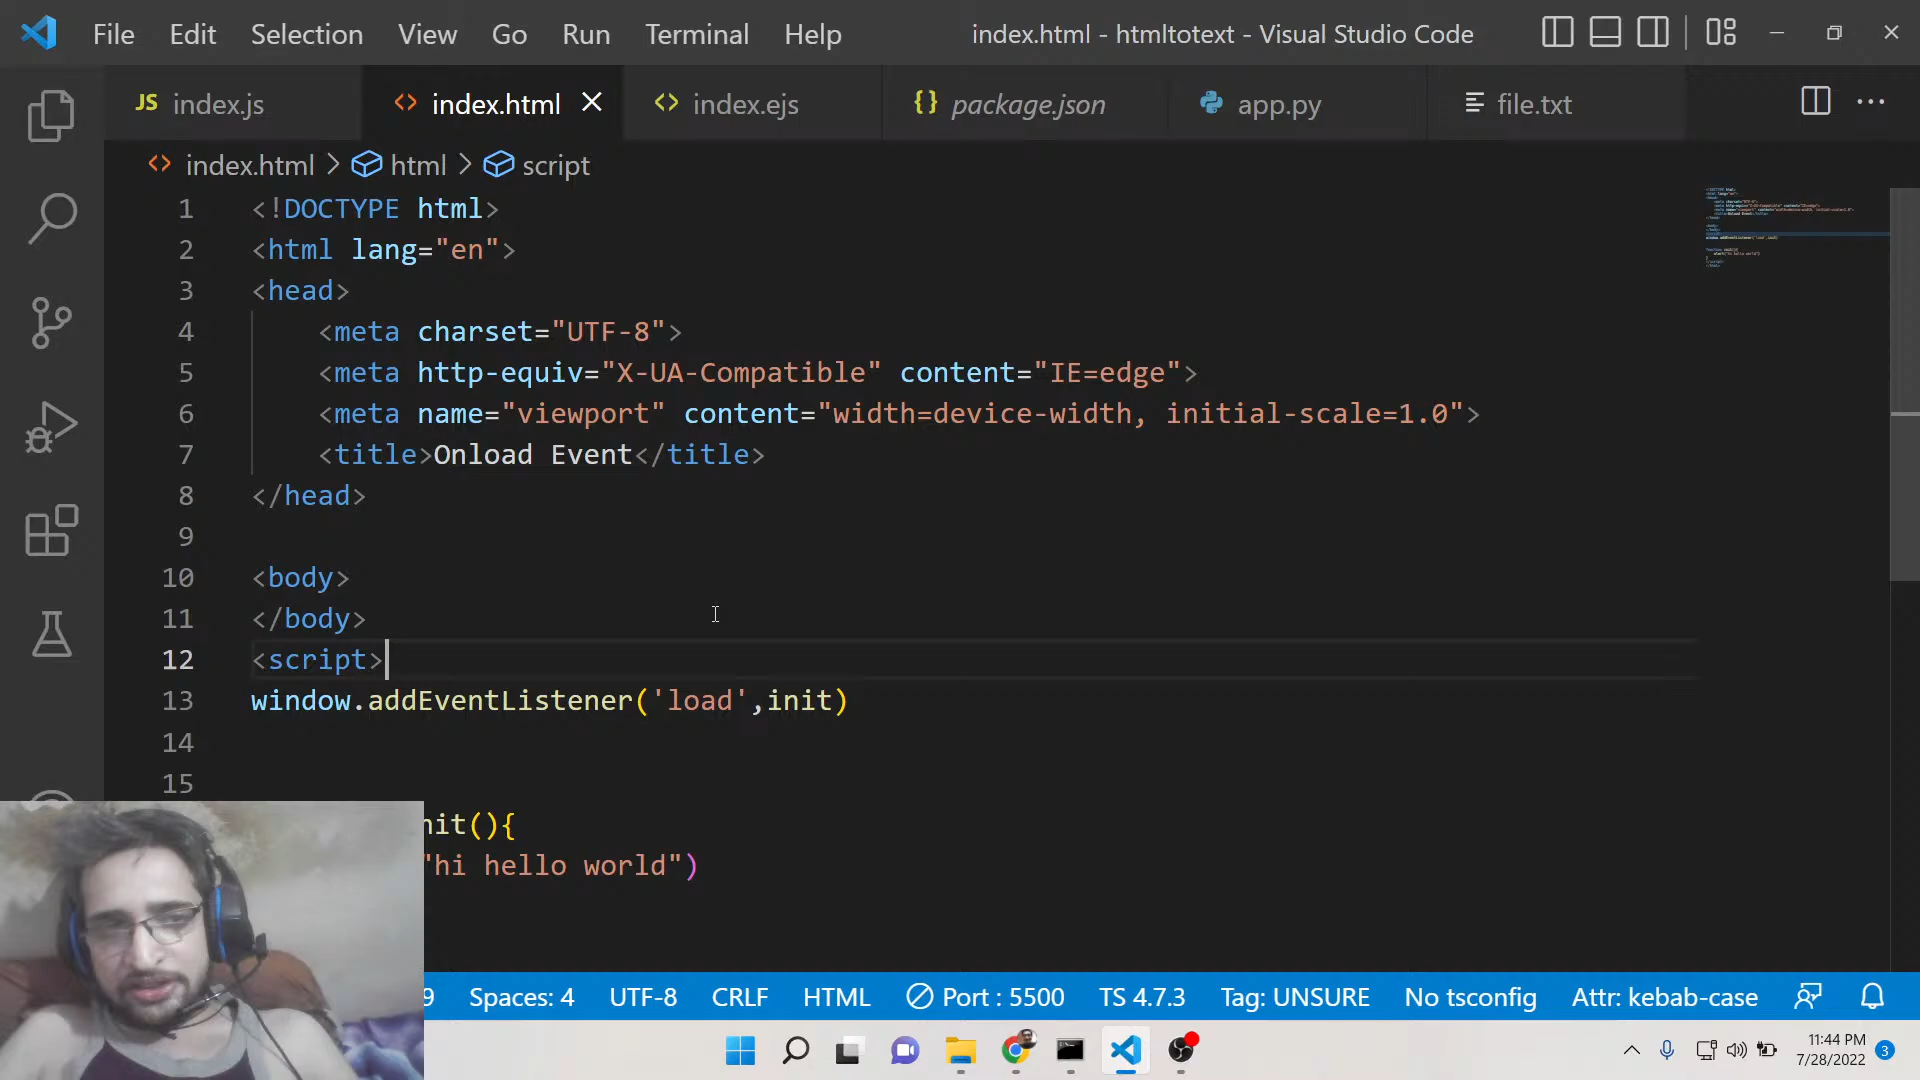 File Edit Selection View Go Run Terminal Help index.html - htmltotext - Visual Studio Code
JS index.js index.html index.ejs {} package.json app.py file.txt
index.html > html > script
1 <!DOCTYPE html>
2 <html lang="en">
3 <head>
4 <meta charset="UTF-8">
5 <meta http-equiv="X-UA-Compatible" content="IE=edge">
6 <meta name="viewport" content="width=device-width, initial-scale=1.0">
7 <title>Onload Event</title>
8 </head>
9
10 <body>
11 </body>
12 <script>
13 window.addEventListener('load',init)
14
15
nit(){
"hi hello world")
9 Spaces: 4 UTF-8 CRLF HTML Port : 5500 TS 4.7.3 Tag: UNSURE No tsconfig Attr: kebab-case
11:44 PM
7/28/2022 3